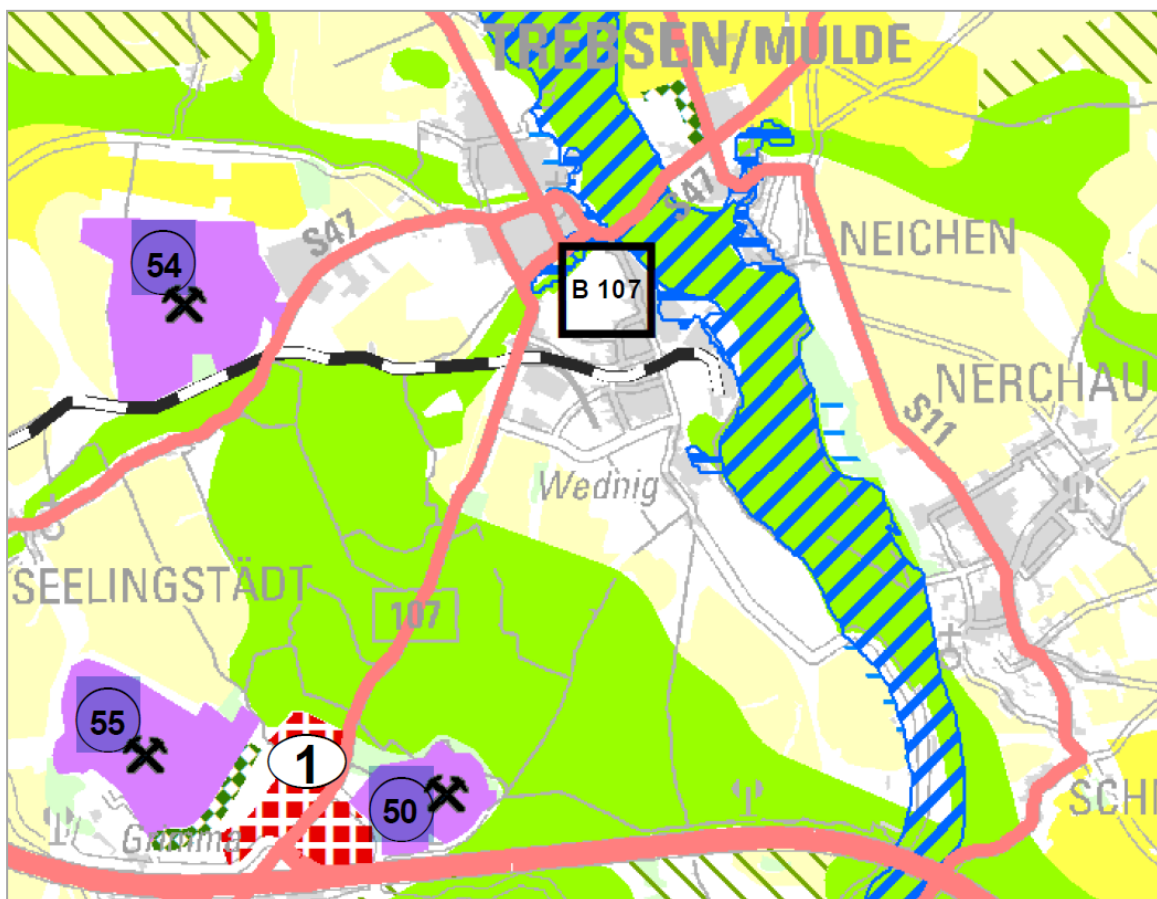 TREBSEN/MULDE
54
S47
S47
NEICHEN
B 107
NERCHAU
S11
Wednig
SEELINGSTÄDT
107
55
1
50
Grimma
SCH